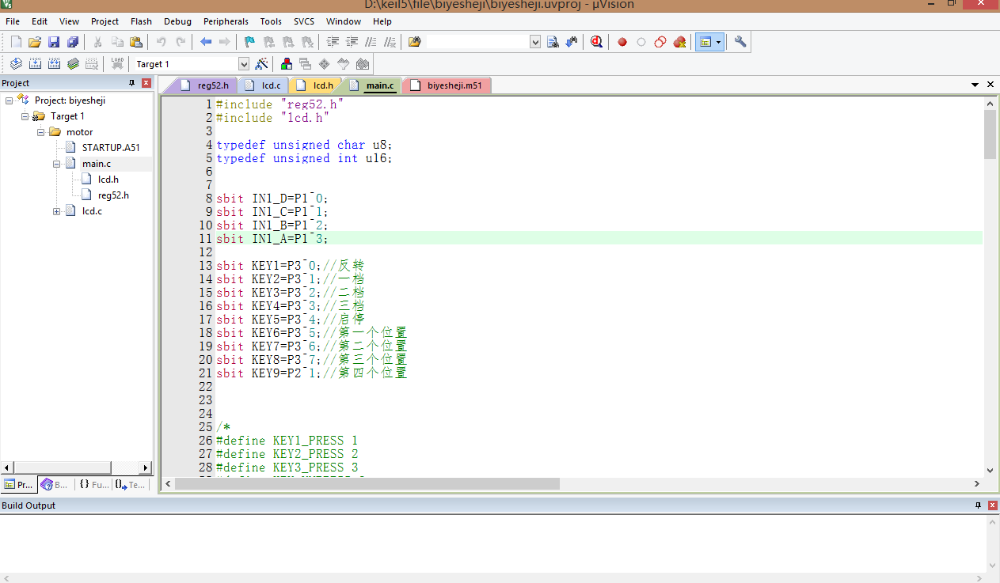 D:\keil5\file\biyesheji\biyesheji.uvproj - µVision
File Edit View Project Flash Debug Peripherals Tools SVCS Window Help
LOAD Target 1
Project
Project: biyesheji
Target 1
motor
STARTUP.A51
main.c
lcd.h
reg52.h
lcd.c
Pr... B... {} Fu... Te...
reg52.h lcd.c lcd.h main.c biyesheji.m51
1 #include "reg52.h"
2 #include "lcd.h"
3
4 typedef unsigned char u8;
5 typedef unsigned int u16;
6
7
8 sbit IN1_D=P1^0;
9 sbit IN1_C=P1^1;
10 sbit IN1_B=P1^2;
11 sbit IN1_A=P1^3;
12
13 sbit KEY1=P3^0;//反转
14 sbit KEY2=P3^1;//一档
15 sbit KEY3=P3^2;//二档
16 sbit KEY4=P3^3;//三档
17 sbit KEY5=P3^4;//启停
18 sbit KEY6=P3^5;//第一个位置
19 sbit KEY7=P3^6;//第二个位置
20 sbit KEY8=P3^7;//第三个位置
21 sbit KEY9=P2^1;//第四个位置
22
23
24
25 /*
26 #define KEY1_PRESS 1
27 #define KEY2_PRESS 2
28 #define KEY3_PRESS 3
Build Output